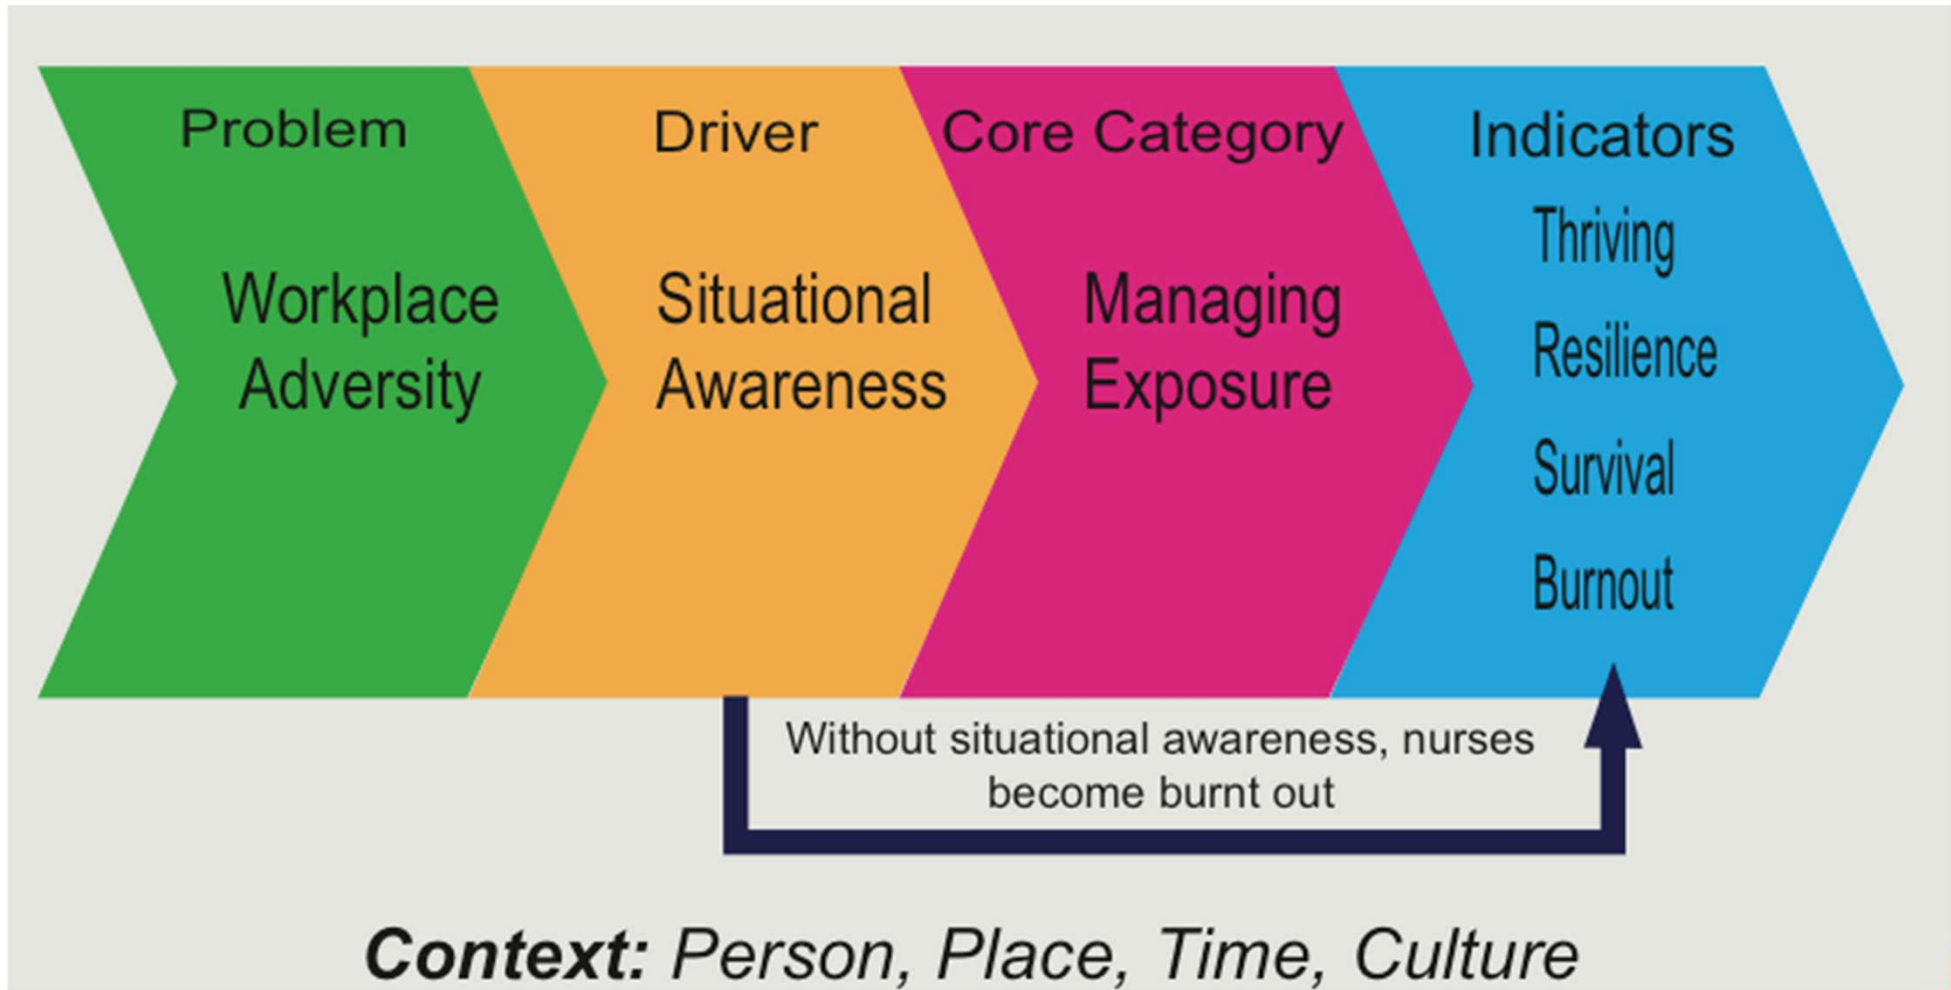 Problem
Workplace
Adversity
Driver
Situational
Awareness
Core Category
Managing
Exposure
Indicators
Thriving
Resilience
Survival
Burnout
Without situational awareness, nurses
become burnt out
Context: Person, Place, Time, Culture